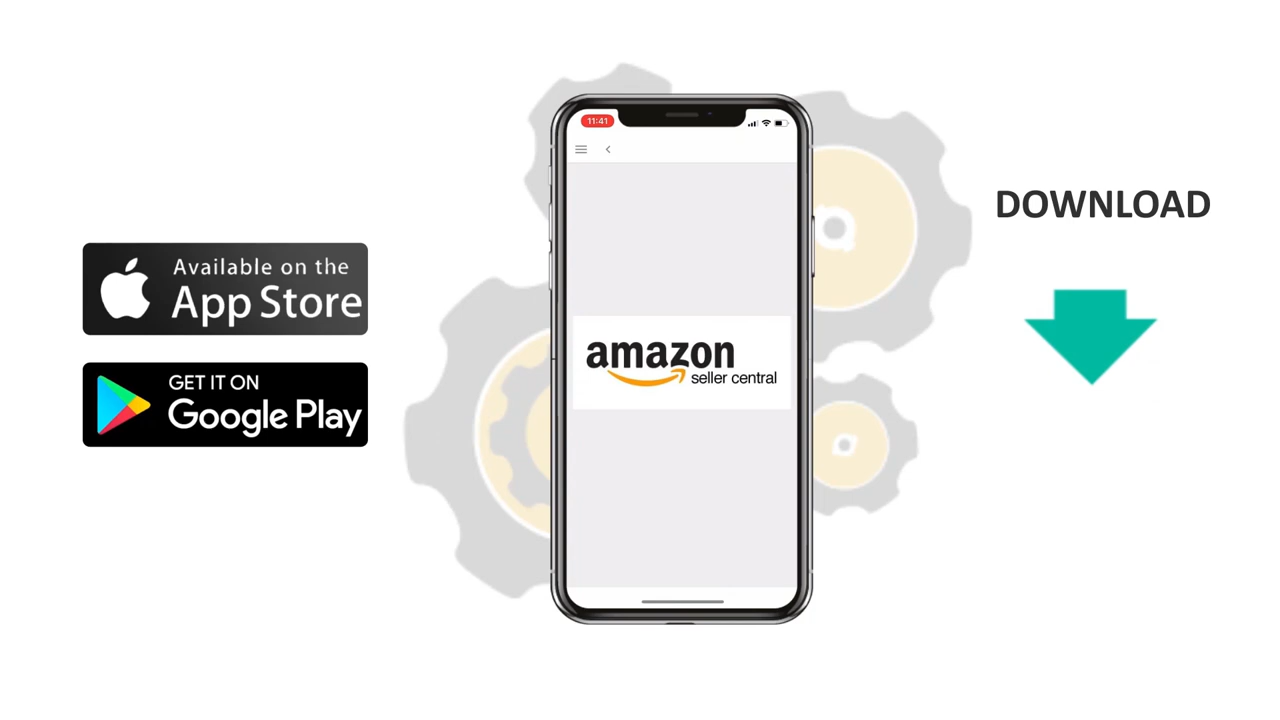 11:41
DOWNLOAD
Available on the
App Store
GET IT ON
Google Play
amazon
seller central
a